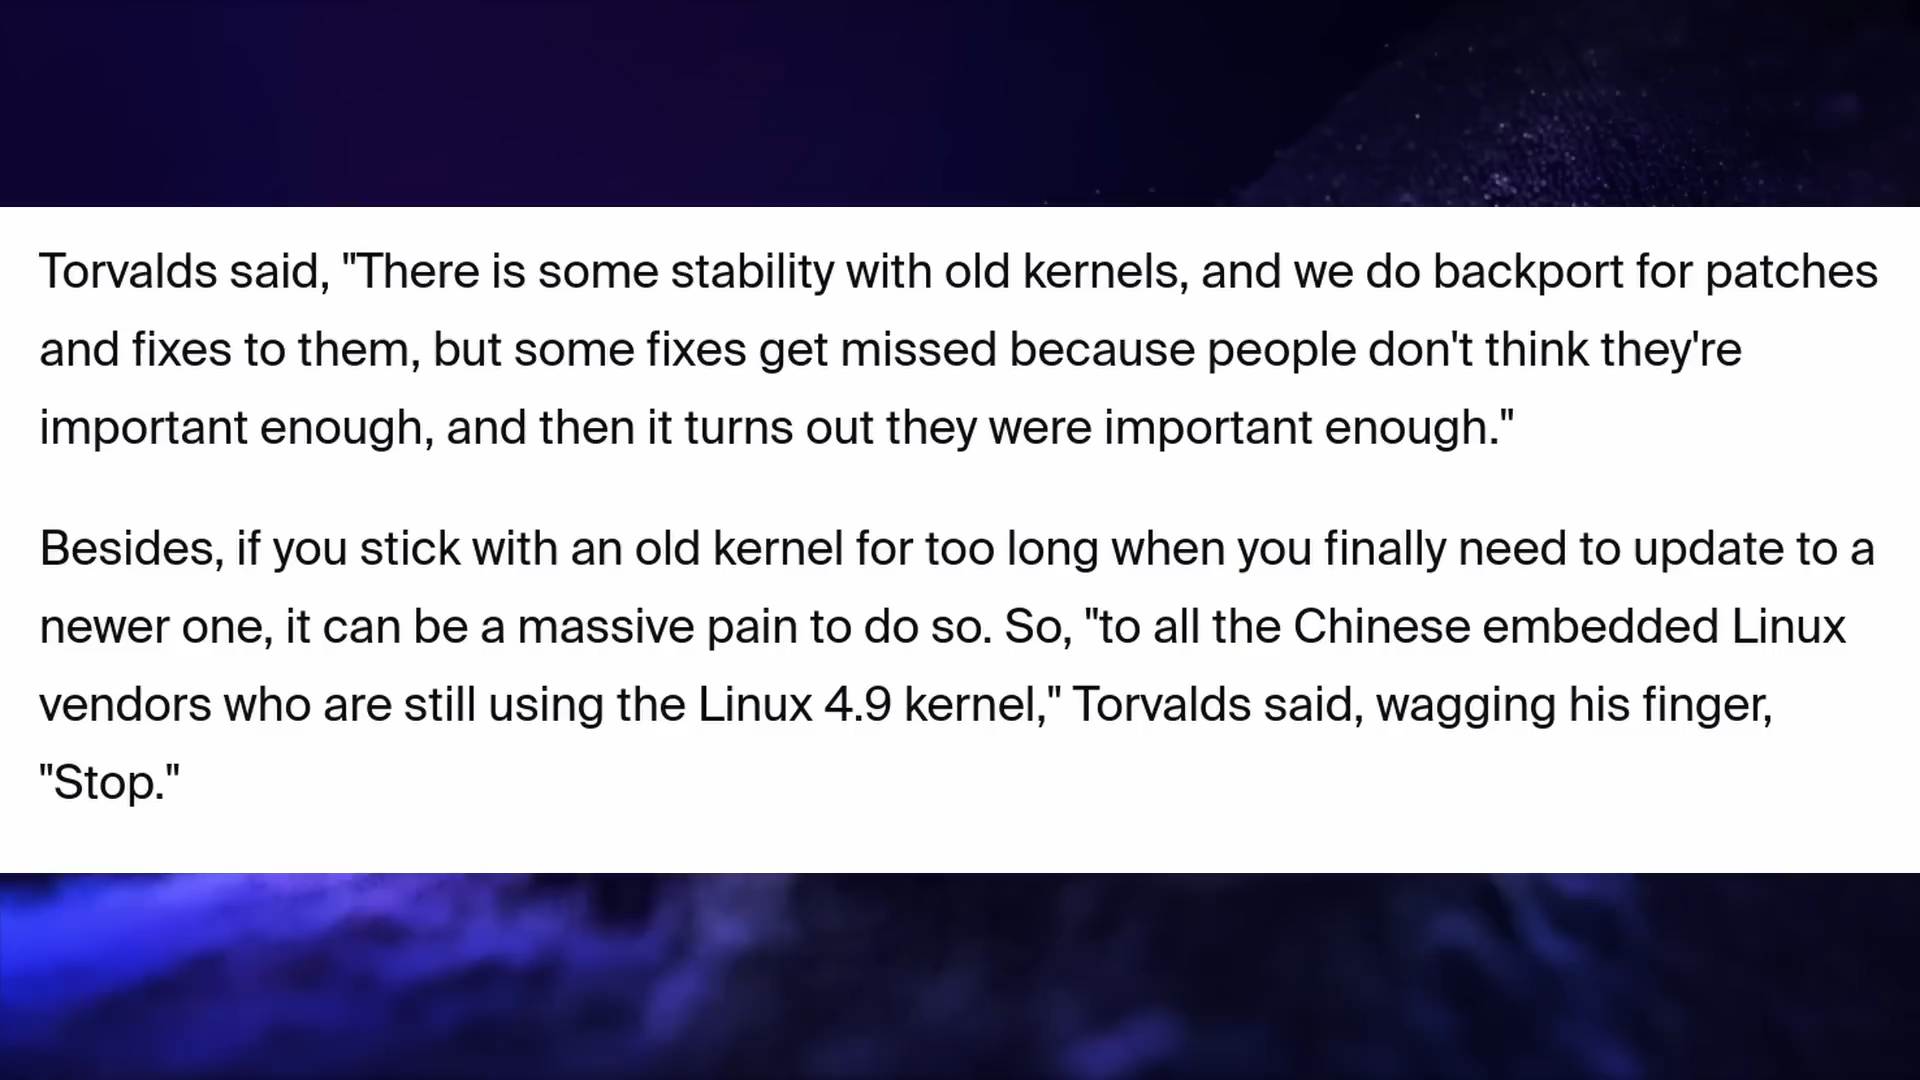 Torvalds said, "There is some stability with old kernels, and we do backport for patches
and fixes to them, but some fixes get missed because people don't think they're
important enough, and then it turns out they were important enough."
Besides, if you stick with an old kernel for too long when you finally need to update to a
newer one, it can be a massive pain to do so. So, "to all the Chinese embedded Linux
vendors who are still using the Linux 4.9 kernel," Torvalds said, wagging his finger,
"Stop."